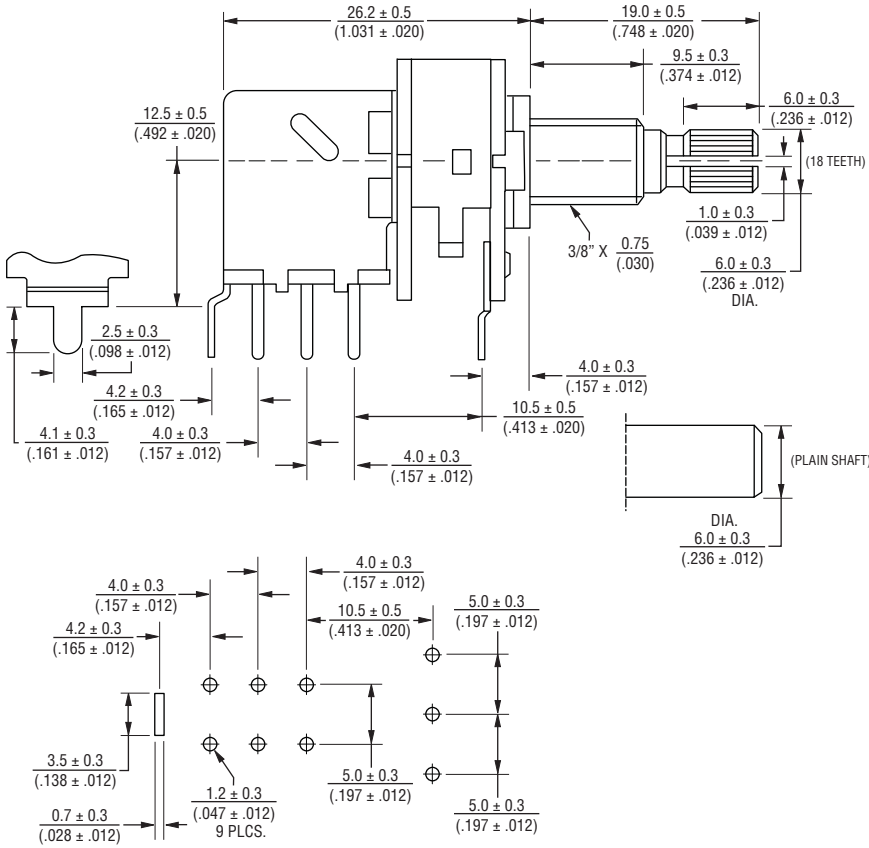 26.2 ± 0.5
(1.031 ± .020)
19.0 ± 0.5
(.748 ± .020)
9.5 ± 0.3
(.374 ± .012)
6.0 ± 0.3
(.236 ± .012)
12.5 ± 0.5
(.492 ± .020)
(18 TEETH)
1.0 ± 0.3
(.039 ± .012)
3/8" X 0.75
(.030)
6.0 ± 0.3
(.236 ± .012)
DIA.
2.5 ± 0.3
(.098 ± .012)
4.0 ± 0.3
(.157 ± .012)
4.2 ± 0.3
(.165 ± .012)
10.5 ± 0.5
(.413 ± .020)
4.1 ± 0.3
(.161 ± .012)
4.0 ± 0.3
(.157 ± .012)
4.0 ± 0.3
(.157 ± .012)
(PLAIN SHAFT)
DIA.
6.0 ± 0.3
(.236 ± .012)
4.0 ± 0.3
(.157 ± .012)
4.0 ± 0.3
(.157 ± .012)
10.5 ± 0.5
(.413 ± .020)
5.0 ± 0.3
(.197 ± .012)
4.2 ± 0.3
(.165 ± .012)
3.5 ± 0.3
(.138 ± .012)
5.0 ± 0.3
(.197 ± .012)
5.0 ± 0.3
(.197 ± .012)
0.7 ± 0.3
(.028 ± .012)
1.2 ± 0.3
(.047 ± .012)
9 PLCS.